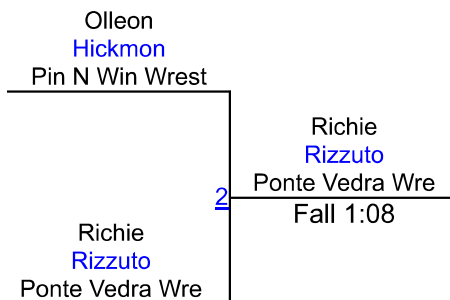 Olleon
Hickmon
Pin N Win Wrest
Richie
Rizzuto
Ponte Vedra Wre
2
Fall 1:08
Richie
Rizzuto
Ponte Vedra Wre